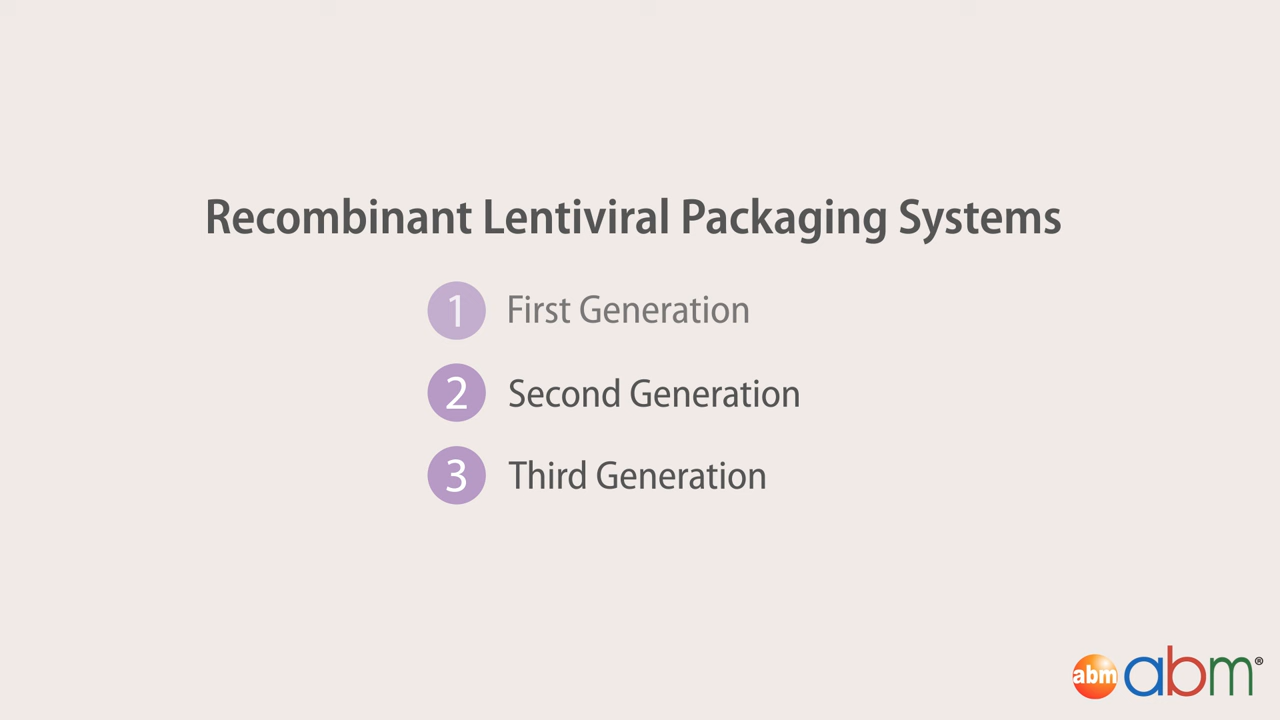 Recombinant Lentiviral Packaging Systems
1 First Generation
2 Second Generation
3 Third Generation
abm abm®